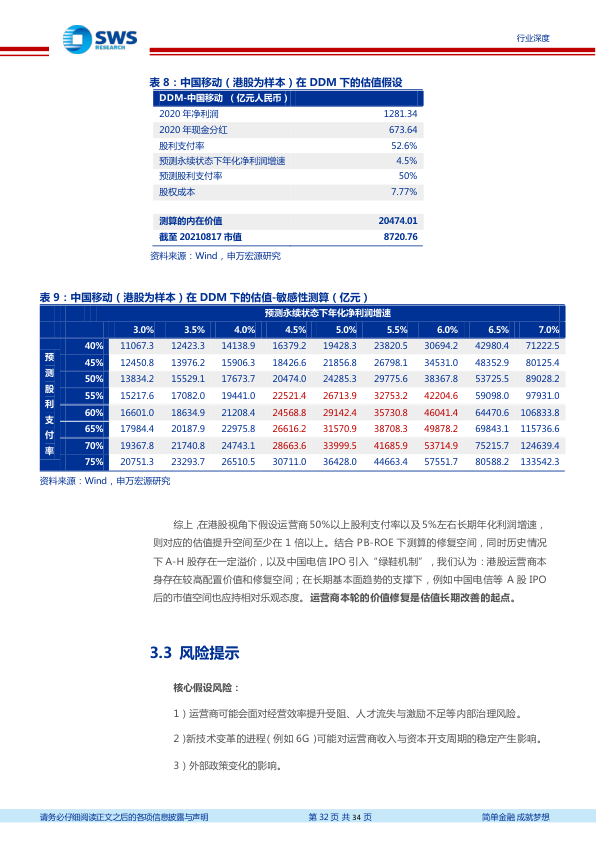 SWS
RESEARCH
行业深度
表 8：中国移动（港股为样本）在 DDM 下的估值假设
DDM-中国移动 （亿元人民币）
2020 年净利润 1281.34
2020 年现金分红 673.64
股利支付率 52.6%
预测永续状态下年化净利润增速 4.5%
预测股利支付率 50%
股权成本 7.77%
测算的内在价值 20474.01
截至 20210817 市值 8720.76
资料来源：Wind，申万宏源研究
表 9：中国移动（港股为样本）在 DDM 下的估值-敏感性测算（亿元）
预测永续状态下年化净利润增速
3.0% 3.5% 4.0% 4.5% 5.0% 5.5% 6.0% 6.5% 7.0%
预测股利支付率
40% 11067.3 12423.3 14138.9 16379.2 19428.3 23820.5 30694.2 42980.4 71222.5
45% 12450.8 13976.2 15906.3 18426.6 21856.8 26798.1 34531.0 48352.9 80125.4
50% 13834.2 15529.1 17673.7 20474.0 24285.3 29775.6 38367.8 53725.5 89028.2
55% 15217.6 17082.0 19441.0 22521.4 26713.9 32753.2 42204.6 59098.0 97931.0
60% 16601.0 18634.9 21208.4 24568.8 29142.4 35730.8 46041.4 64470.6 106833.8
65% 17984.4 20187.9 22975.8 26616.2 31570.9 38708.3 49878.2 69843.1 115736.6
70% 19367.8 21740.8 24743.1 28663.6 33999.5 41685.9 53714.9 75215.7 124639.4
75% 20751.3 23293.7 26510.5 30711.0 36428.0 44663.4 57551.7 80588.2 133542.3
资料来源：Wind，申万宏源研究
综上，在港股视角下假设运营商 50%以上股利支付率以及 5%左右长期年化利润增速，
则对应的估值提升空间至少在 1 倍以上。结合 PB-ROE 下测算的修复空间，同时历史情况
下 A-H 股存在一定溢价，以及中国电信 IPO 引入“绿鞋机制”，我们认为：港股运营商本
身存在较高配置价值和修复空间；在长期基本面趋势的支撑下，例如中国电信等 A 股 IPO
后的市值空间也应持相对乐观态度。运营商本轮的价值修复是估值长期改善的起点。
3.3 风险提示
核心假设风险：
1）运营商可能会面对经营效率提升受阻、人才流失与激励不足等内部治理风险。
2）新技术变革的进程（例如 6G）可能对运营商收入与资本开支周期的稳定产生影响。
3）外部政策变化的影响。
请务必仔细阅读正文之后的各项信息披露与声明 第 32 页 共 34 页 简单金融 成就梦想